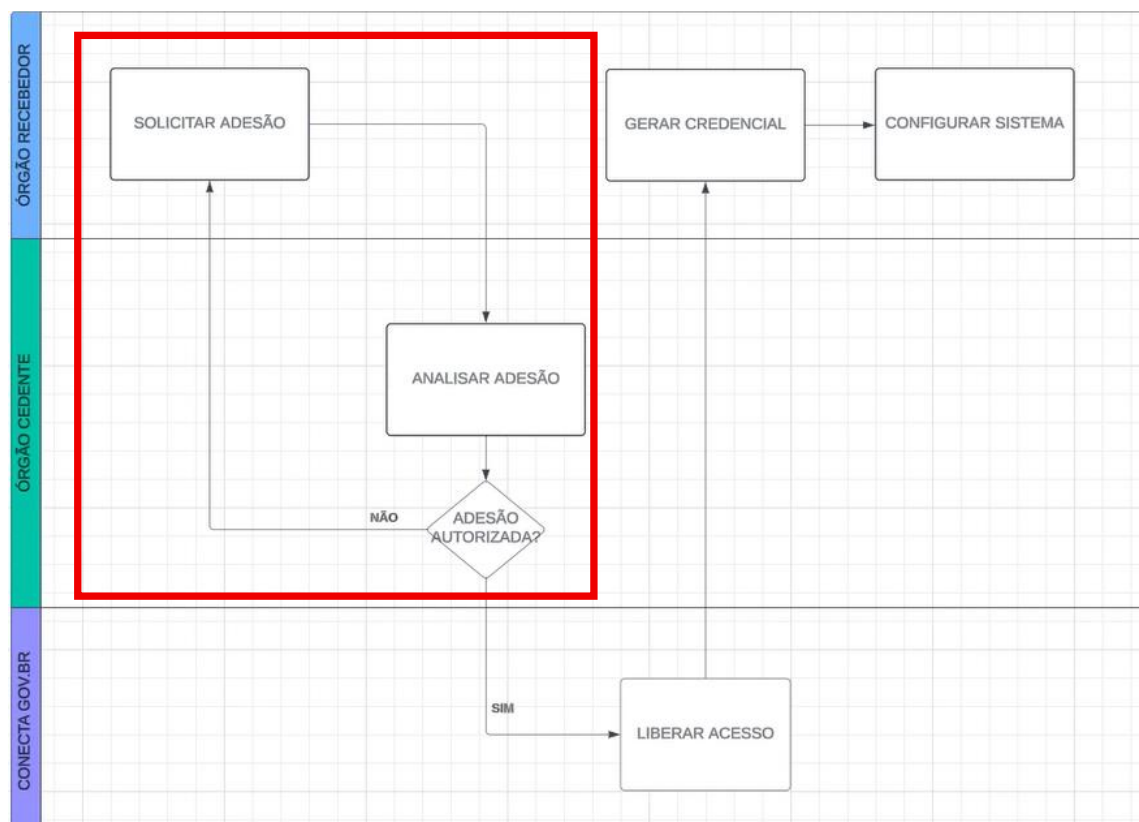 ÓRGÃO RECEBEDOR
SOLICITAR ADESÃO
GERAR CREDENCIAL
CONFIGURAR SISTEMA
ÓRGÃO CEDENTE
ANALISAR ADESÃO
NÃO
ADESÃO
AUTORIZADA?
CONECTA GOV.BR
SIM
LIBERAR ACESSO